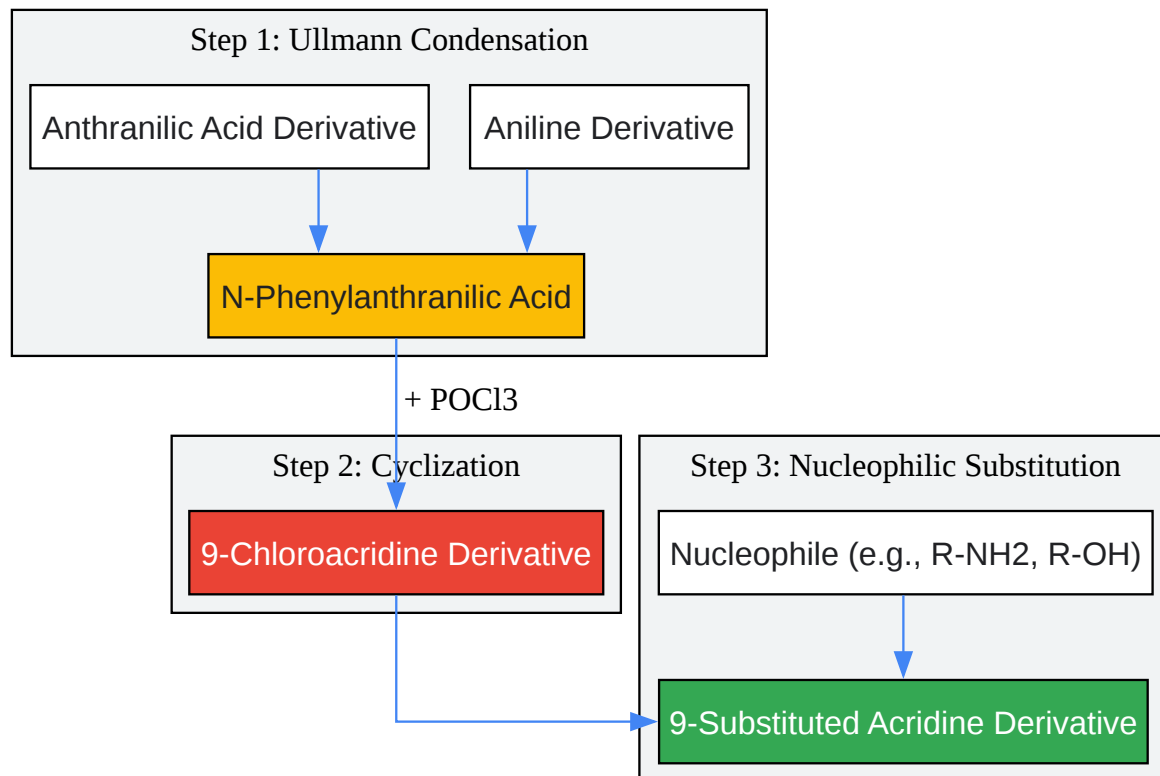 Step 1: Ullmann Condensation
Anthranilic Acid Derivative
Aniline Derivative
N-Phenylanthranilic Acid
+ POCl3
Step 2: Cyclization
9-Chloroacridine Derivative
Step 3: Nucleophilic Substitution
Nucleophile (e.g., R-NH2, R-OH)
9-Substituted Acridine Derivative